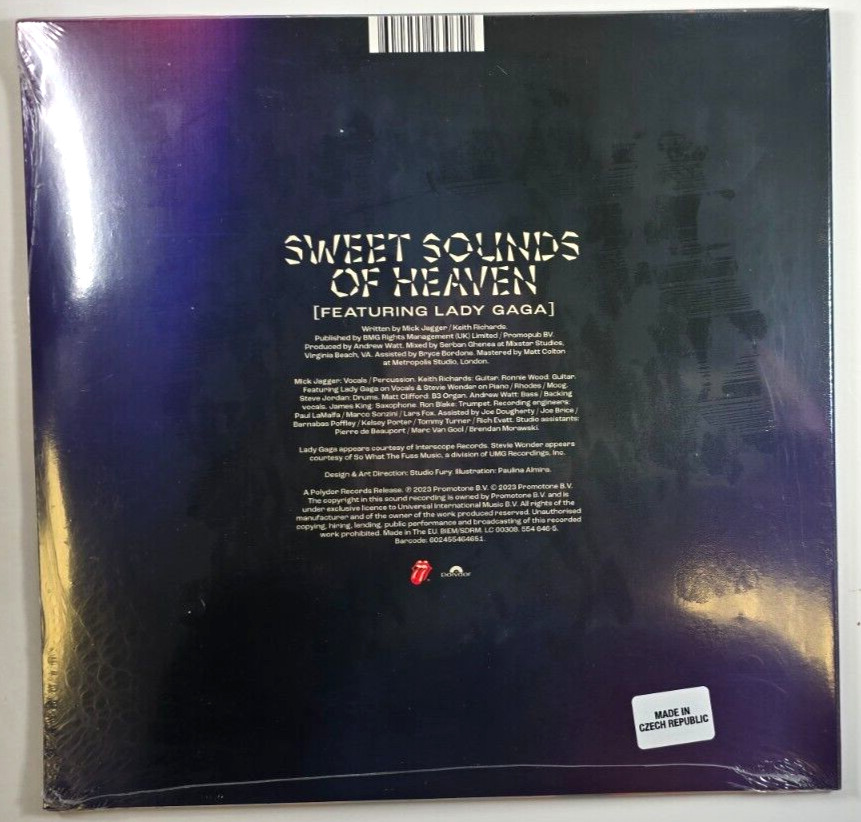 SWEET SOUNDS
OF HEAVEN
[FEATURING LADY GAGA]
Written by Mick Jagger / Keith Richards.
Published by BMG Rights Management (UK) Limited / Promopub BV.
Produced by Andrew Watt. Mixed by Serban Ghenea at Mixstar Studios,
Virginia Beach, VA. Assisted by Bryce Bordone. Mastered by Matt Colton
at Metropolis Studio, London.
Mick Jagger: Vocals / Percussion. Keith Richards: Guitar. Ronnie Wood: Guitar.
Featuring Lady Gaga on Vocals & Stevie Wonder on Piano / Rhodes / Moog.
Steve Jordan: Drums. Matt Clifford: B3 Organ. Andrew Watt: Bass / Backing
vocals. James King: Saxophone. Ron Blake: Trumpet. Recording engineers:
Paul LaMalfa / Marco Sonzini / Lars Fox. Assisted by Joe Dougherty / Joe Brice /
Barnabas Poffley / Kelsey Porter / Tommy Turner / Rich Evatt. Studio assistants:
Pierre de Beauport / Marc Van Gool / Brendan Morawski.
Lady Gaga appears courtesy of Interscope Records. Stevie Wonder appears
courtesy of So What The Fuss Music, a division of UMG Recordings, Inc.
Design & Art Direction: Studio Fury. Illustration: Paulina Almira.
A Polydor Records Release. ℗ 2023 Promotone B.V. © 2023 Promotone B.V.
The copyright in this sound recording is owned by Promotone B.V. and is
under exclusive licence to Universal International Music B.V. All rights of the
manufacturer and of the owner of the work produced reserved. Unauthorised
copying, hiring, lending, public performance and broadcasting of this recorded
work prohibited. Made in The EU. BIEM/SDRM. LC 00309. 554 646-5.
Barcode: 602455464651.
Polydor
MADE IN
CZECH REPUBLIC